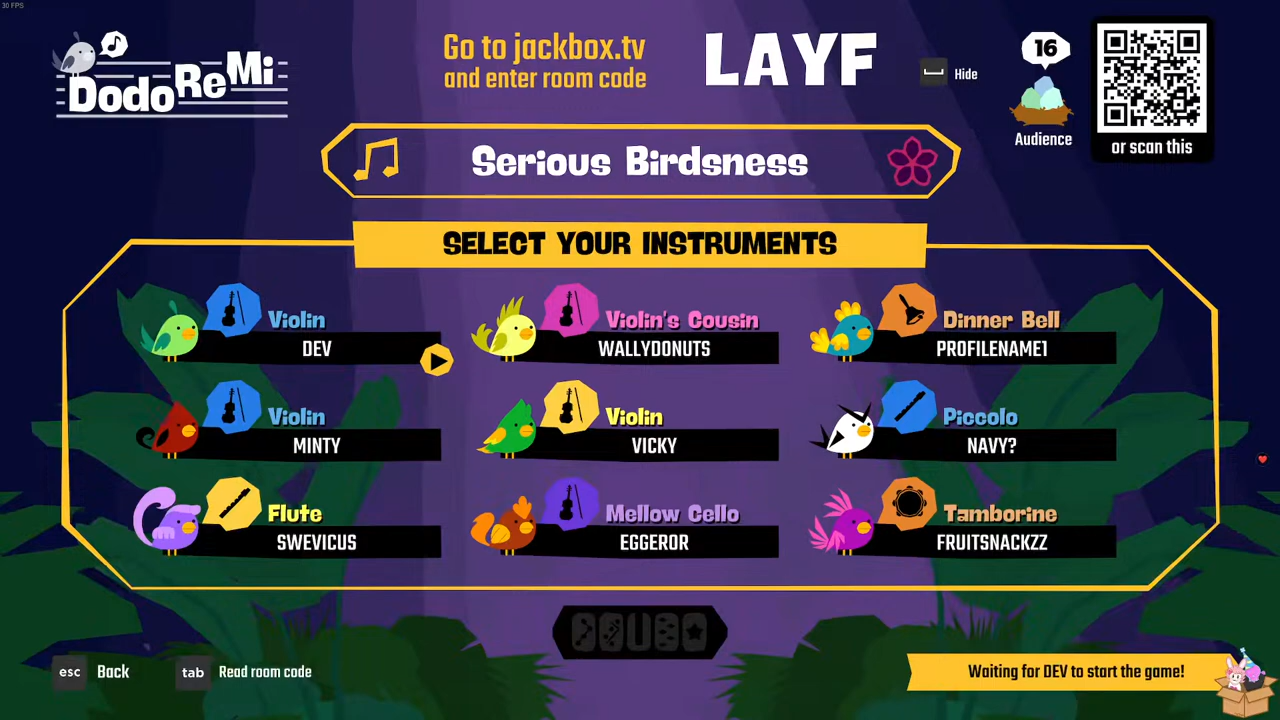 30 FPS
DodoReMi
Go to jackbox.tv
and enter room code
LAYF
Hide
16
Audience
or scan this
Serious Birdsness
SELECT YOUR INSTRUMENTS
Violin
DEV
Violin's Cousin
WALLYDONUTS
Dinner Bell
PROFILENAME1
Violin
MINTY
Violin
VICKY
Piccolo
NAVY?
Flute
SWEVICUS
Mellow Cello
EGGEROR
Tamborine
FRUITSNACKZZ
esc Back
tab Read room code
Waiting for DEV to start the game!